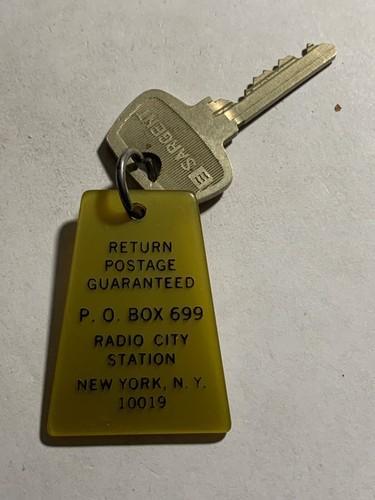 SARGENT
RETURN
POSTAGE
GUARANTEED
P. O. BOX 699
RADIO CITY
STATION
NEW YORK, N. Y.
10019